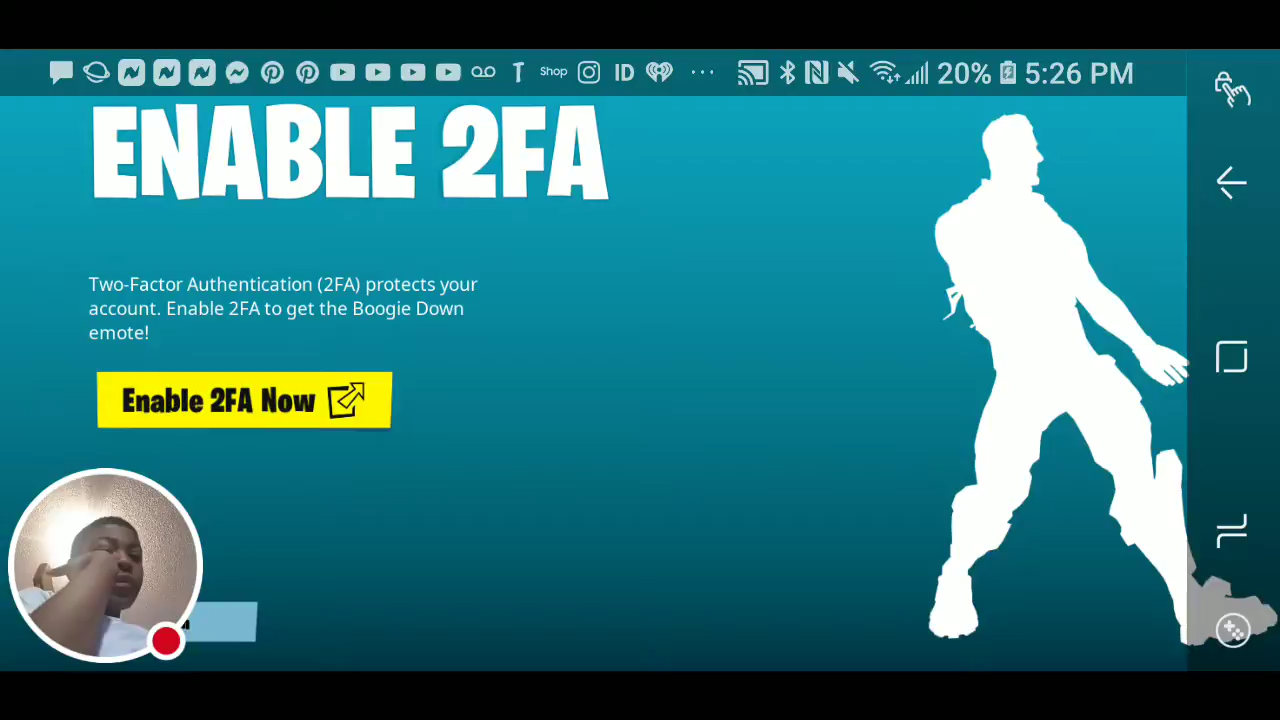 Shop ID 20% 5:26 PM
ENABLE 2FA
Two-Factor Authentication (2FA) protects your
account. Enable 2FA to get the Boogie Down
emote!
Enable 2FA Now